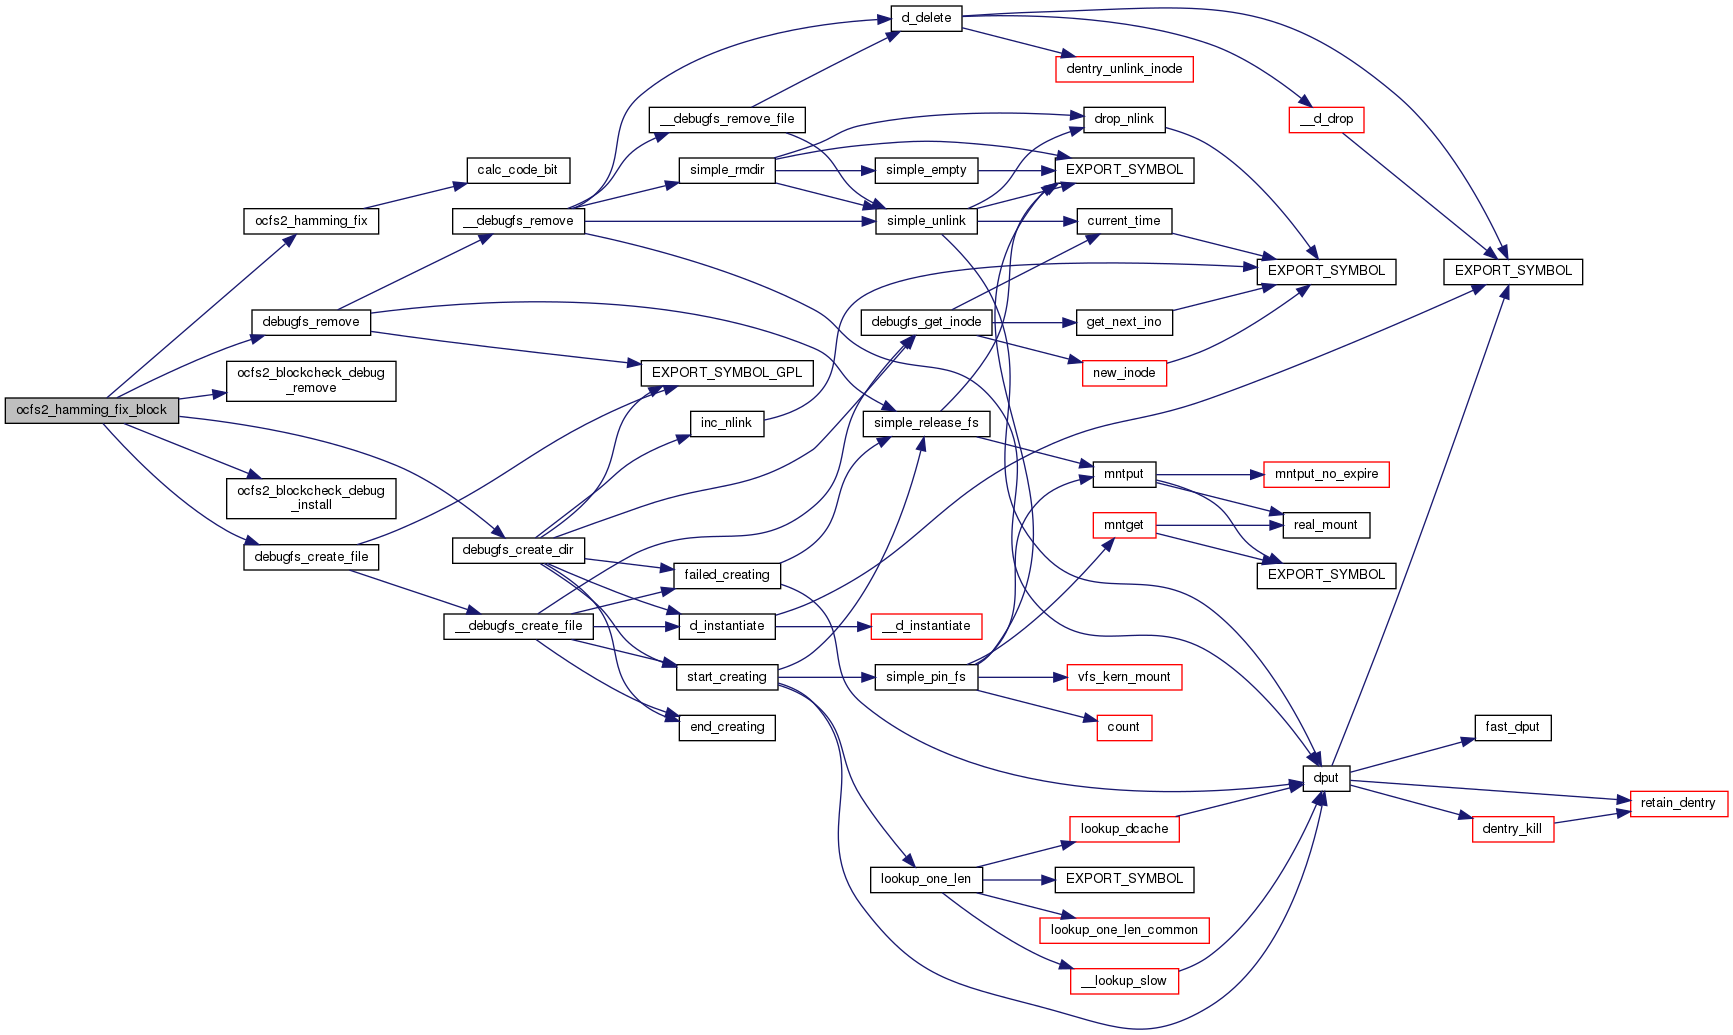 d_delete
dentry_unlink_inode
__debugfs_remove_file
drop_nlink
__d_drop
calc_code_bit
simple_rmdir
simple_empty
EXPORT_SYMBOL
ocfs2_hamming_fix
__debugfs_remove
simple_unlink
current_time
EXPORT_SYMBOL
EXPORT_SYMBOL
debugfs_remove
debugfs_get_inode
get_next_ino
ocfs2_blockcheck_debug
_remove
EXPORT_SYMBOL_GPL
new_inode
ocfs2_hamming_fix_block
inc_nlink
simple_release_fs
mntput
mntput_no_expire
ocfs2_blockcheck_debug
_install
mntget
real_mount
debugfs_create_file
debugfs_create_dir
failed_creating
EXPORT_SYMBOL
__debugfs_create_file
d_instantiate
__d_instantiate
start_creating
simple_pin_fs
vfs_kern_mount
end_creating
count
fast_dput
dput
retain_dentry
lookup_dcache
dentry_kill
lookup_one_len
EXPORT_SYMBOL
lookup_one_len_common
__lookup_slow